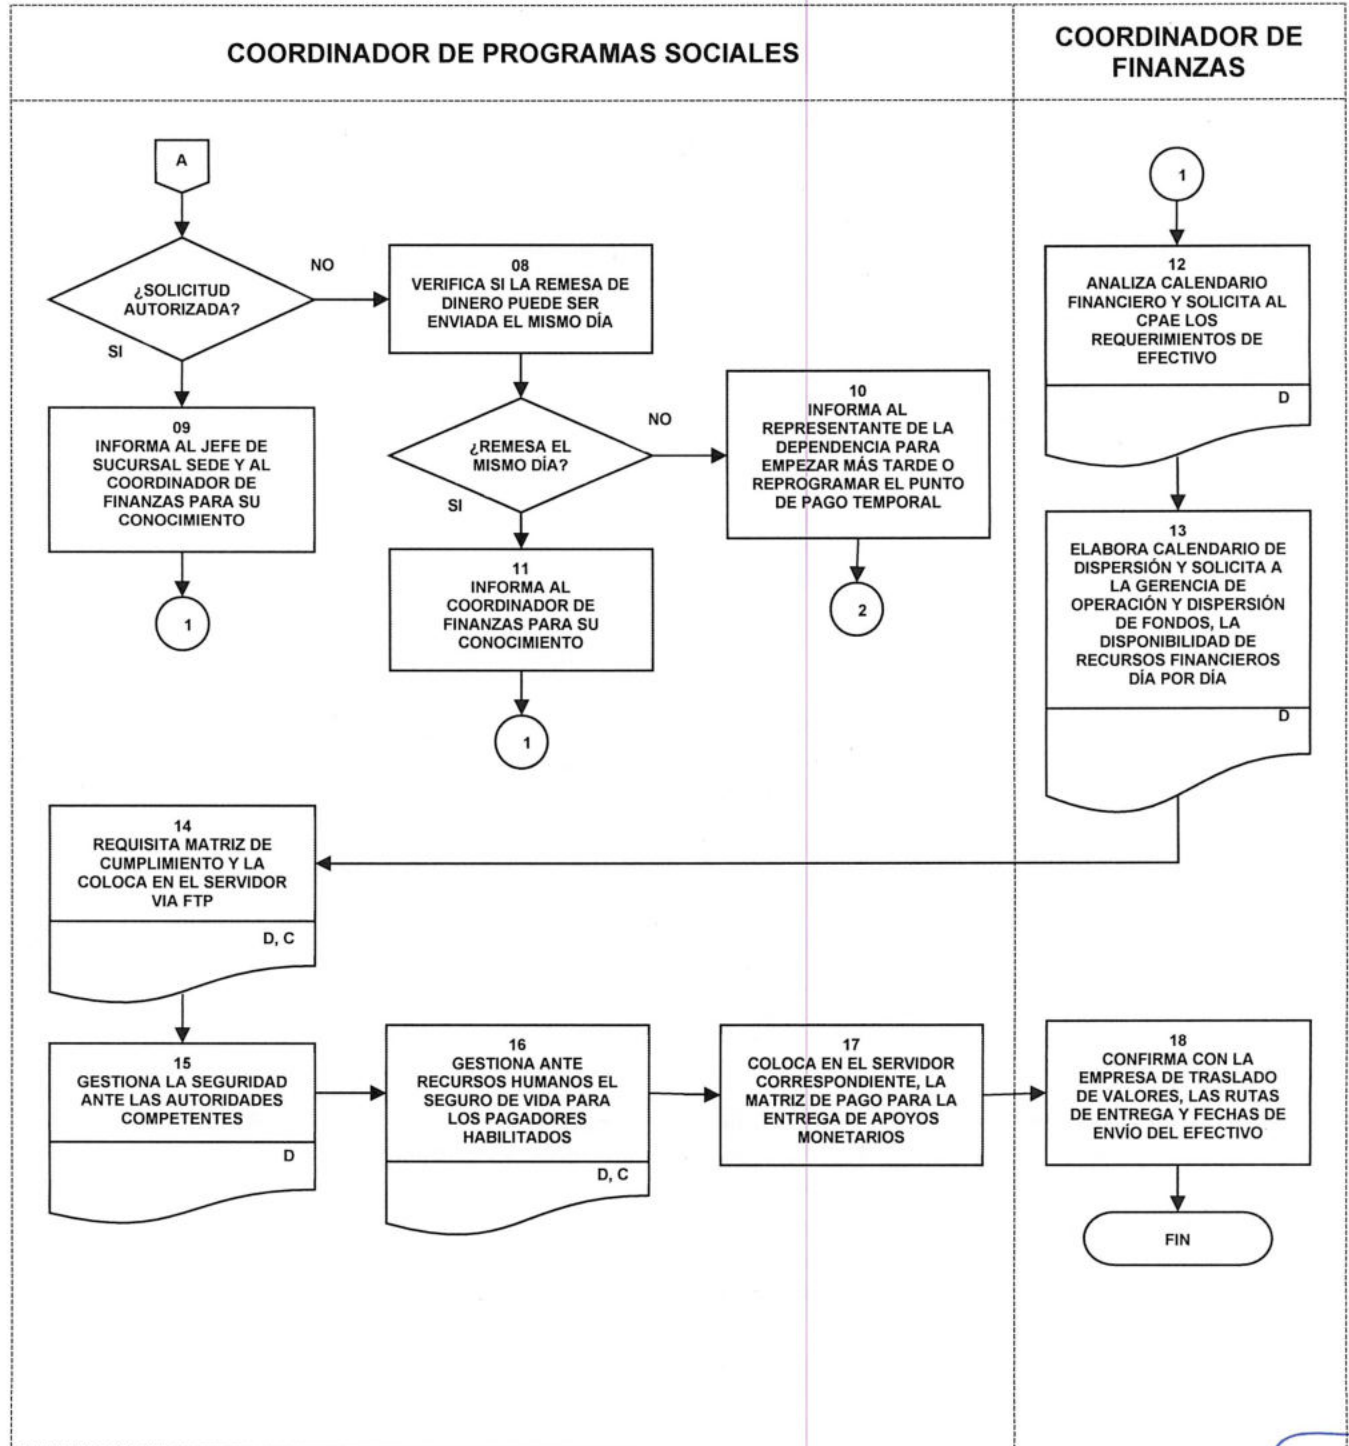 COORDINADOR DE PROGRAMAS SOCIALES
COORDINADOR DE
FINANZAS
A
¿SOLICITUD
AUTORIZADA?
NO
SI
08
VERIFICA SI LA REMESA DE
DINERO PUEDE SER
ENVIADA EL MISMO DÍA
09
INFORMA AL JEFE DE
SUCURSAL SEDE Y AL
COORDINADOR DE
FINANZAS PARA SU
CONOCIMIENTO
1
¿REMESA EL
MISMO DÍA?
NO
SI
10
INFORMA AL
REPRESENTANTE DE LA
DEPENDENCIA PARA
EMPEZAR MÁS TARDE O
REPROGRAMAR EL PUNTO
DE PAGO TEMPORAL
2
11
INFORMA AL
COORDINADOR DE
FINANZAS PARA SU
CONOCIMIENTO
1
1
12
ANALIZA CALENDARIO
FINANCIERO Y SOLICITA AL
CPAE LOS
REQUERIMIENTOS DE
EFECTIVO
D
13
ELABORA CALENDARIO DE
DISPERSIÓN Y SOLICITA A
LA GERENCIA DE
OPERACIÓN Y DISPERSIÓN
DE FONDOS, LA
DISPONIBILIDAD DE
RECURSOS FINANCIEROS
DÍA POR DÍA
D
14
REQUISITA MATRIZ DE
CUMPLIMIENTO Y LA
COLOCA EN EL SERVIDOR
VIA FTP
D, C
15
GESTIONA LA SEGURIDAD
ANTE LAS AUTORIDADES
COMPETENTES
D
16
GESTIONA ANTE
RECURSOS HUMANOS EL
SEGURO DE VIDA PARA
LOS PAGADORES
HABILITADOS
D, C
17
COLOCA EN EL SERVIDOR
CORRESPONDIENTE, LA
MATRIZ DE PAGO PARA LA
ENTREGA DE APOYOS
MONETARIOS
18
CONFIRMA CON LA
EMPRESA DE TRASLADO
DE VALORES, LAS RUTAS
DE ENTREGA Y FECHAS DE
ENVÍO DEL EFECTIVO
FIN